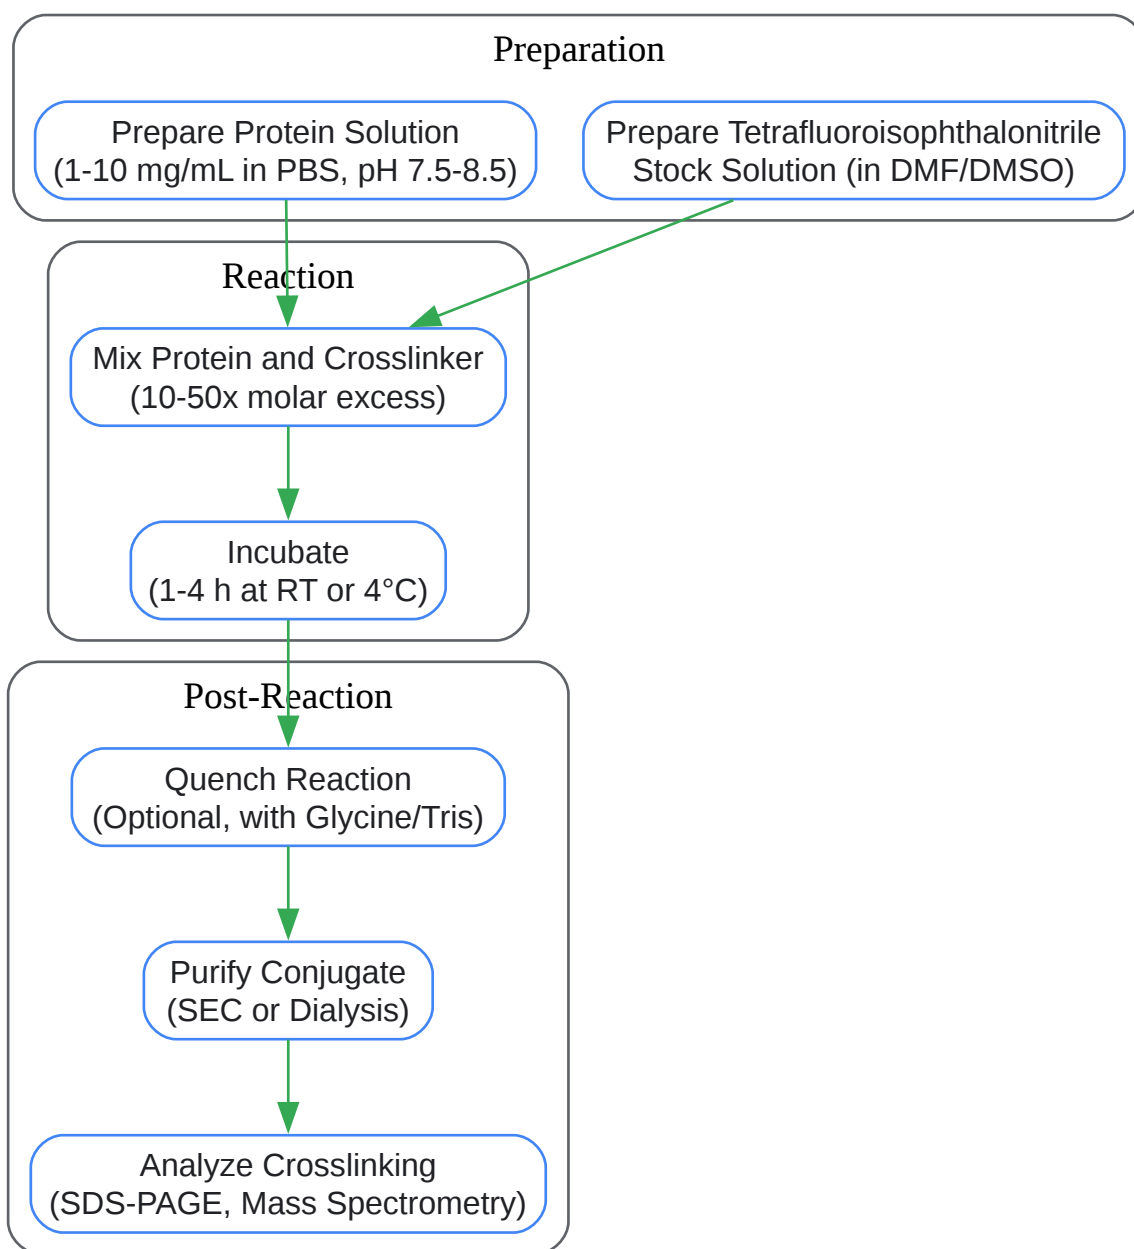 Preparation
Prepare Protein Solution
(1-10 mg/mL in PBS, pH 7.5-8.5)
Prepare Tetrafluoroisophthalonitrile
Stock Solution (in DMF/DMSO)
Reaction
Mix Protein and Crosslinker
(10-50x molar excess)
Incubate
(1-4 h at RT or 4°C)
Post-Reaction
Quench Reaction
(Optional, with Glycine/Tris)
Purify Conjugate
(SEC or Dialysis)
Analyze Crosslinking
(SDS-PAGE, Mass Spectrometry)